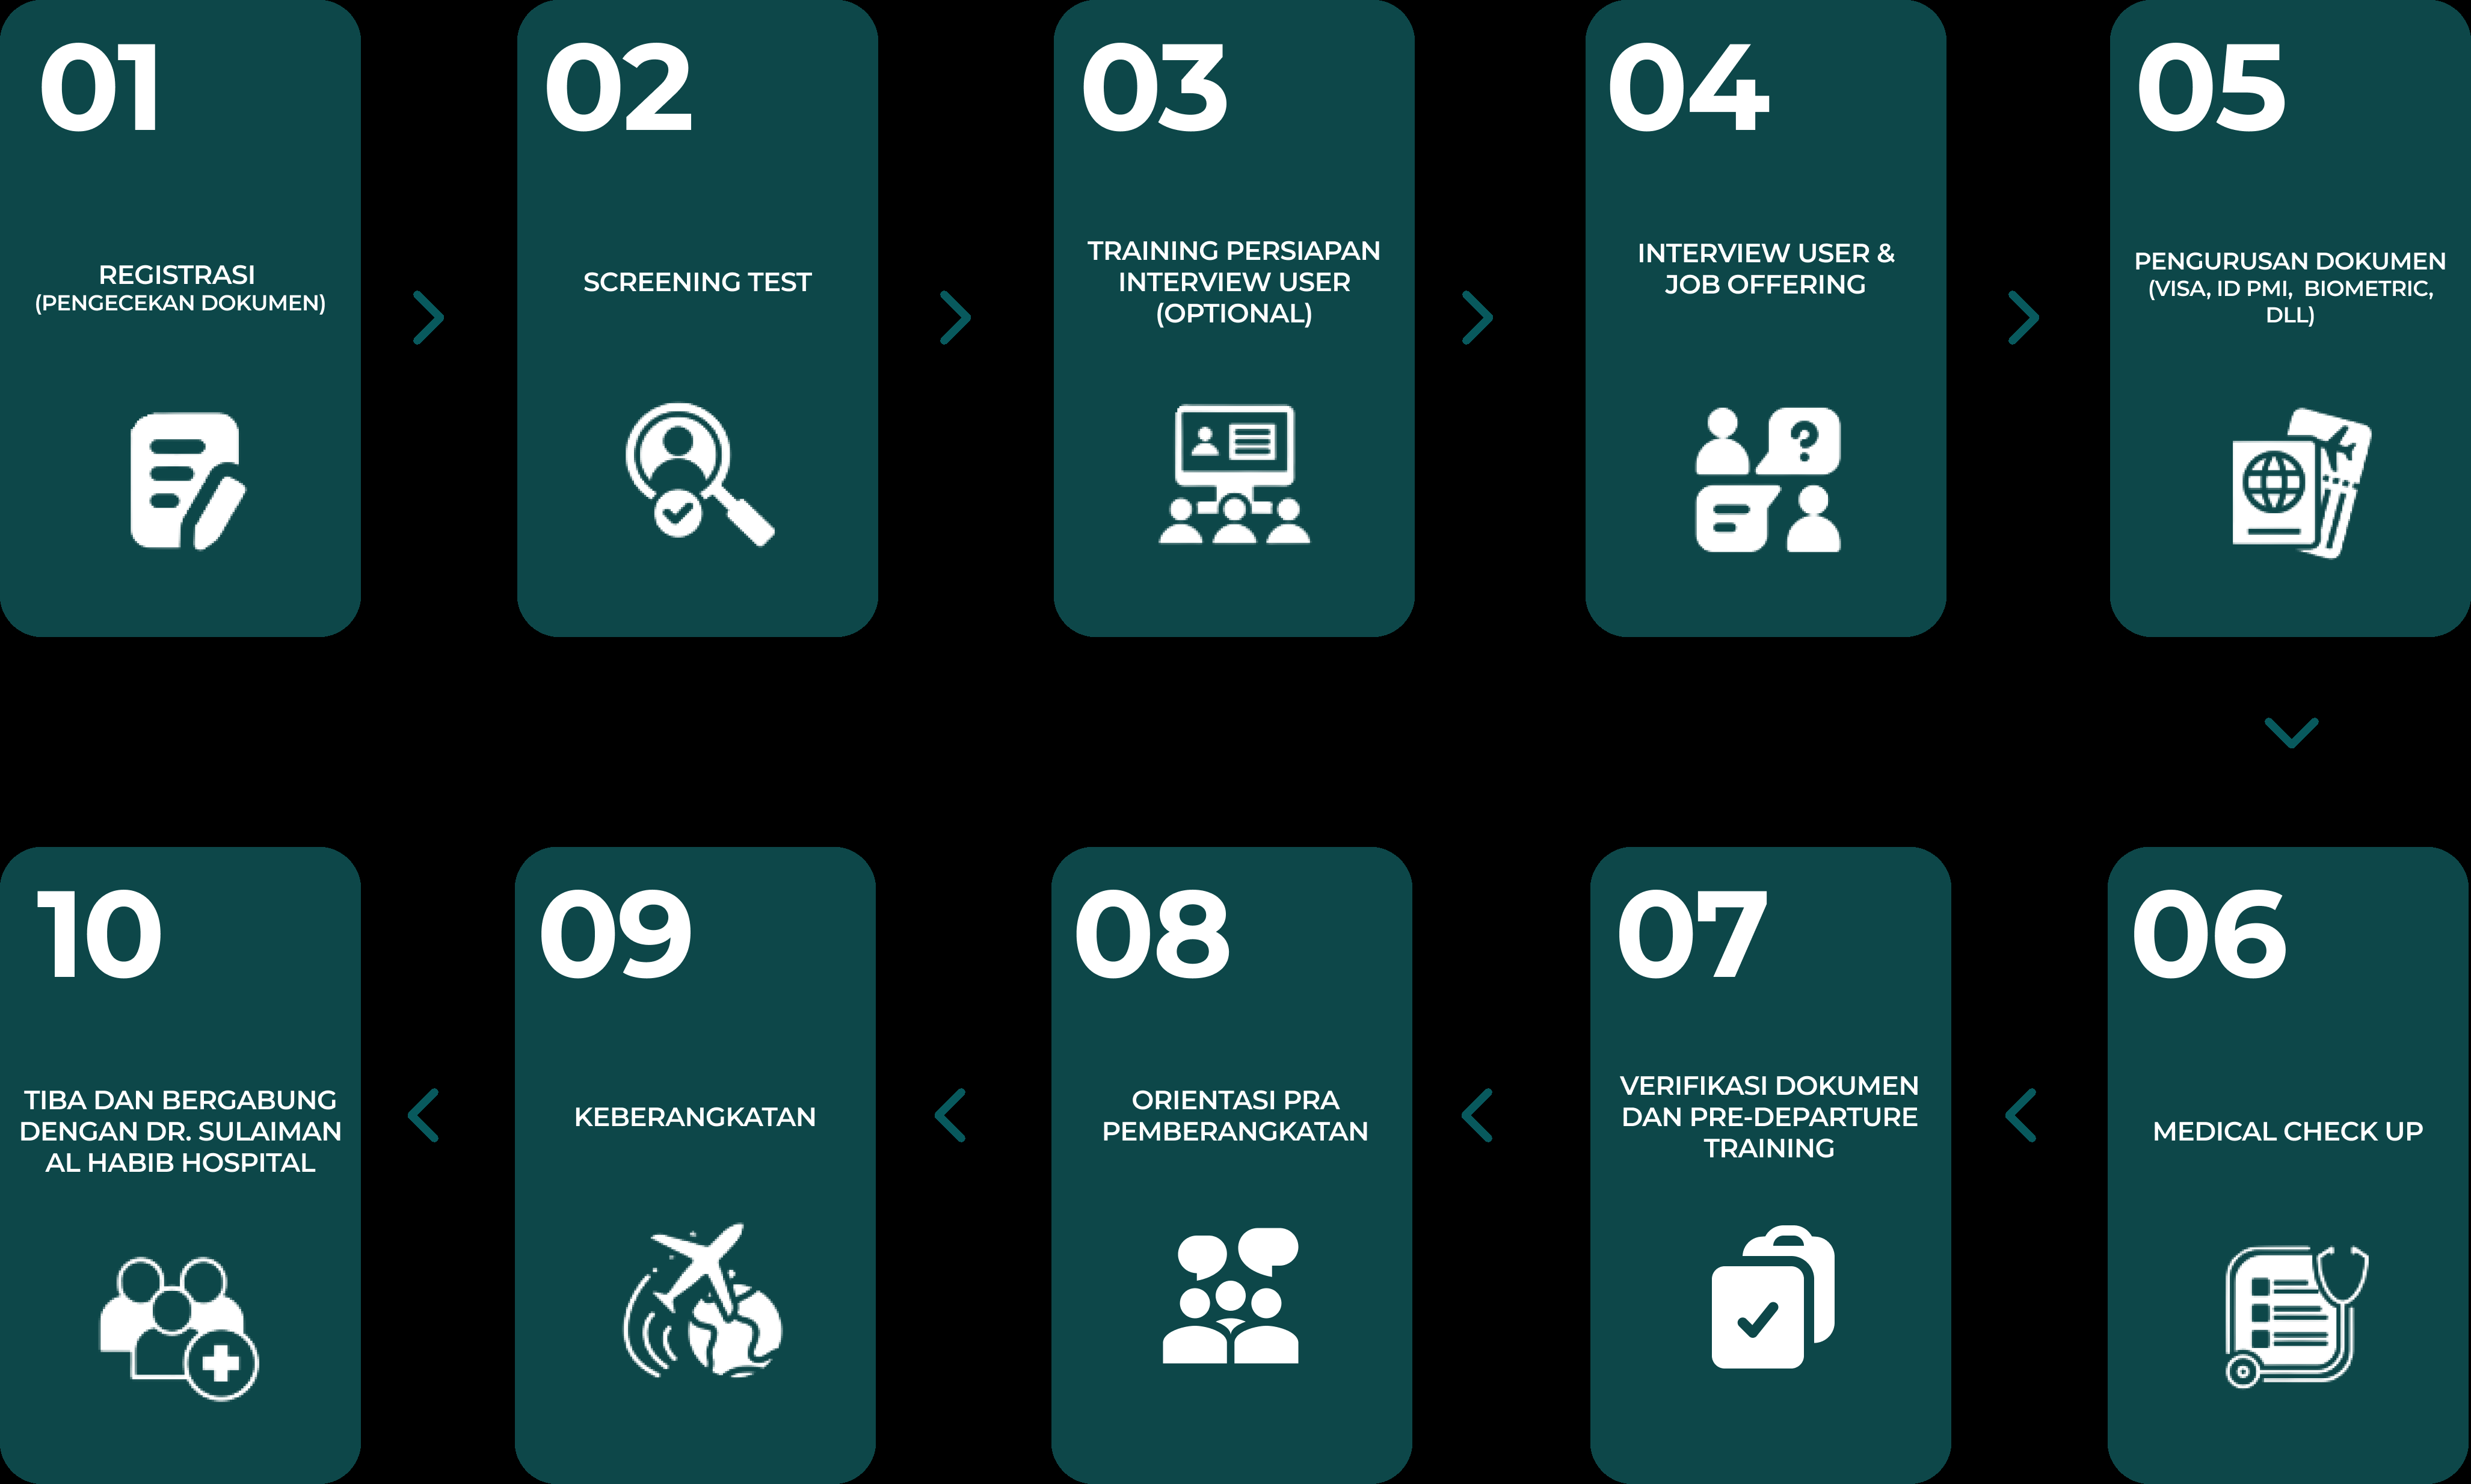 01
REGISTRASI
(PENGECEKAN DOKUMEN)
02
SCREENING TEST
03
TRAINING PERSIAPAN
INTERVIEW USER
(OPTIONAL)
04
INTERVIEW USER &
JOB OFFERING
05
PENGURUSAN DOKUMEN
(VISA, ID PMI, BIOMETRIC,
DLL)
06
MEDICAL CHECK UP
07
VERIFIKASI DOKUMEN
DAN PRE-DEPARTURE
TRAINING
08
ORIENTASI PRA
PEMBERANGKATAN
09
KEBERANGKATAN
10
TIBA DAN BERGABUNG
DENGAN DR. SULAIMAN
AL HABIB HOSPITAL